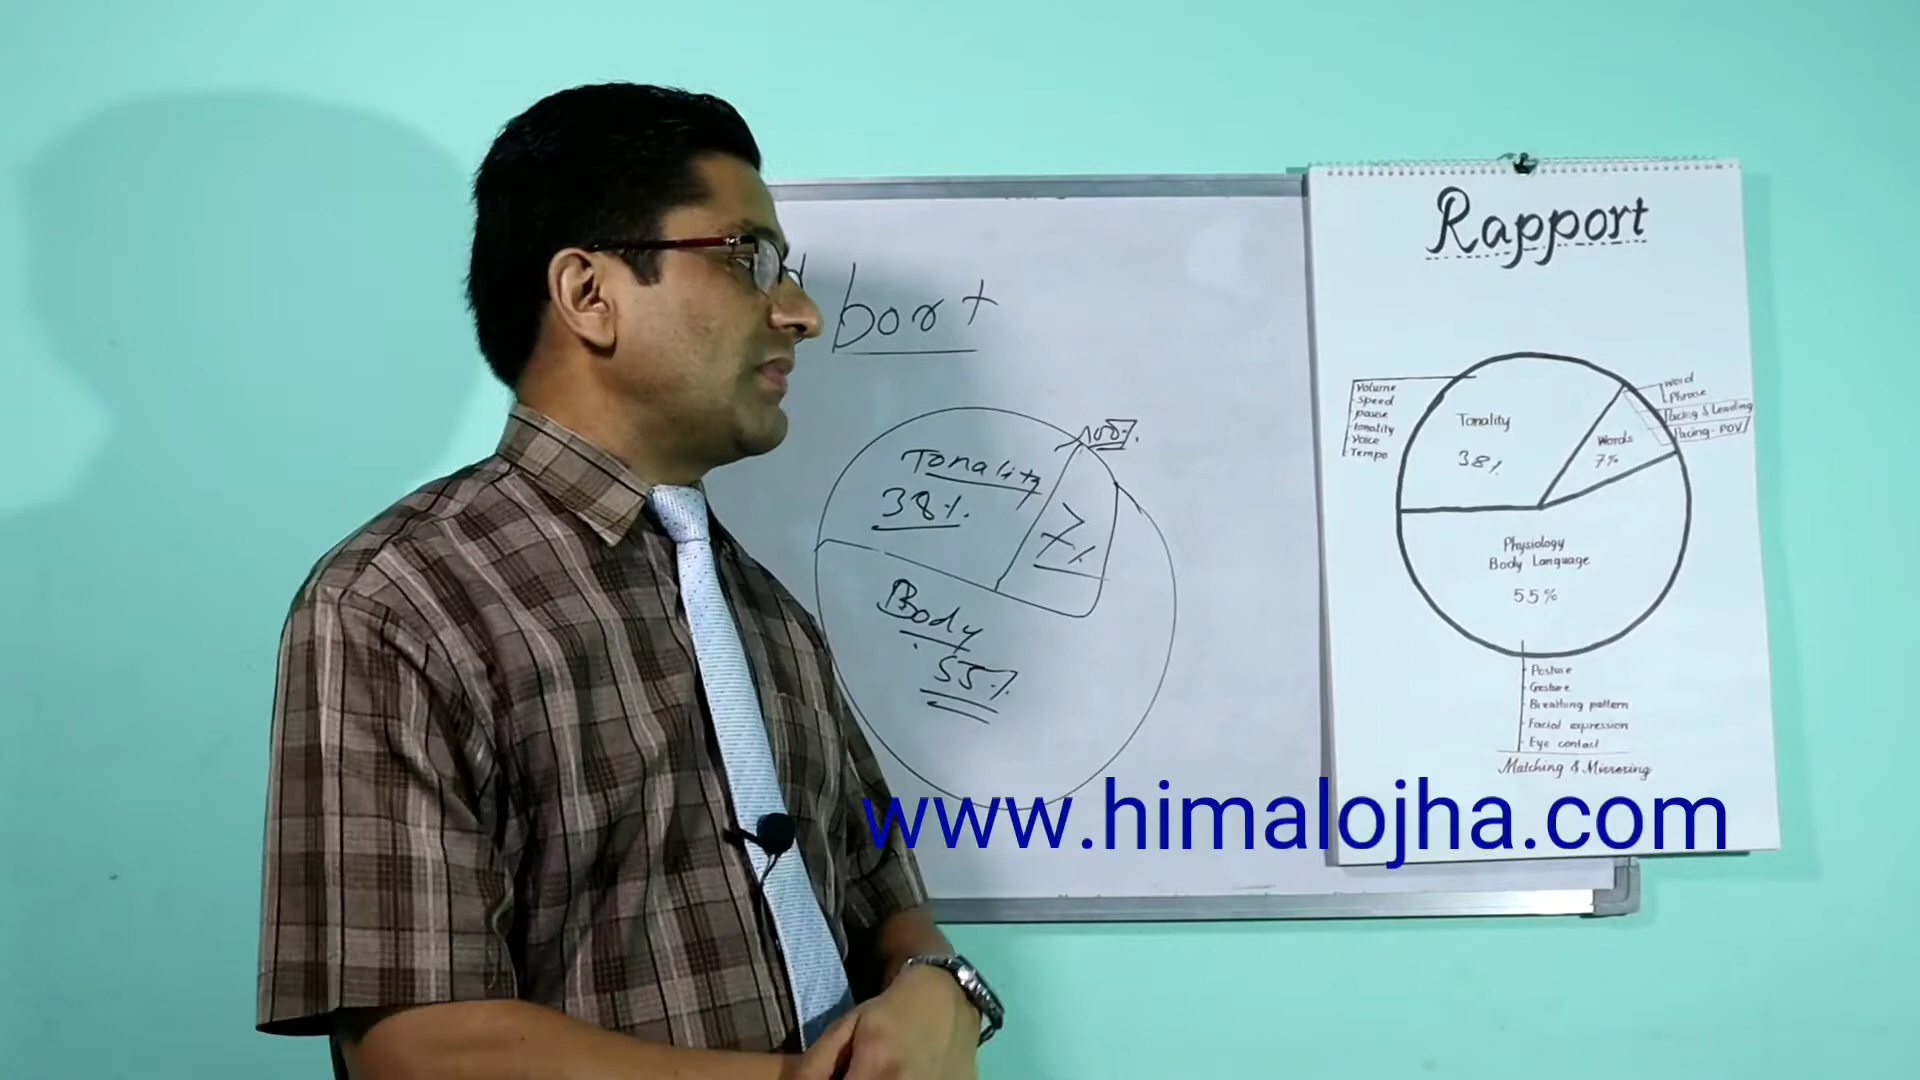 port
Tonality
38%
7%
100%
Body
55%
Rapport
Volume
Speed
pause
tonality
Voice
Tempo
Tonality
38%
Words
7%
Word
Phrase
Pacing & Leading
Pacing - POV
Physiology
Body Language
55%
Posture
Gesture
Breathing pattern
Facial expression
Eye contact
Matching & Mirroring
www.himalojha.com